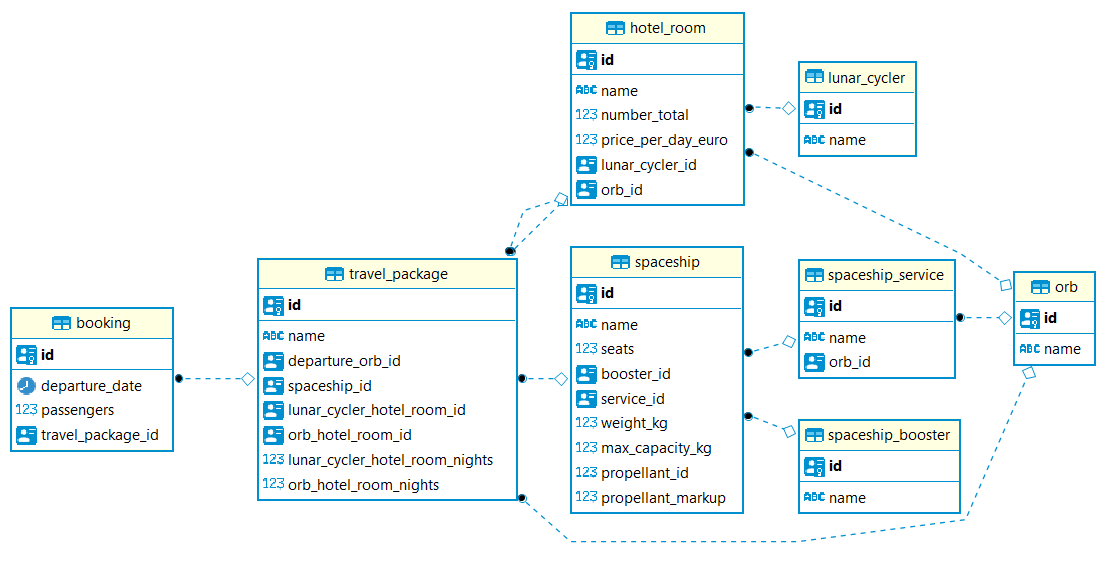 hotel_room
id
ABC name
123 number_total
123 price_per_day_euro
lunar_cycler_id
orb_id
lunar_cycler
id
ABC name
travel_package
id
ABC name
departure_orb_id
spaceship_id
lunar_cycler_hotel_room_id
orb_hotel_room_id
123 lunar_cycler_hotel_room_nights
123 orb_hotel_room_nights
spaceship
id
ABC name
123 seats
booster_id
service_id
123 weight_kg
123 max_capacity_kg
123 propellant_id
123 propellant_markup
spaceship_service
id
ABC name
orb_id
orb
id
ABC name
booking
id
departure_date
123 passengers
travel_package_id
spaceship_booster
id
ABC name